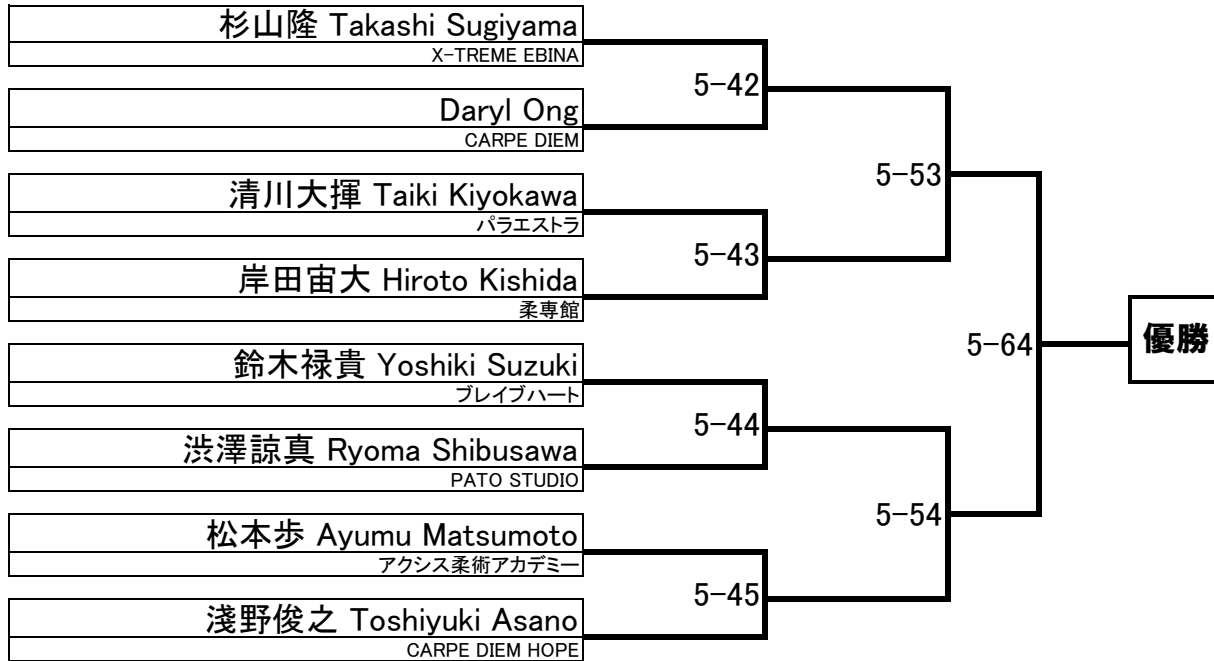 杉山隆 Takashi Sugiyama
X-TREME EBINA
5-42
Daryl Ong
CARPE DIEM
5-53
清川大揮 Taiki Kiyokawa
パラエストラ
5-43
岸田宙大 Hiroto Kishida
柔専館
5-64
優勝
鈴木禄貴 Yoshiki Suzuki
ブレイブハート
5-44
渋澤諒真 Ryoma Shibusawa
PATO STUDIO
5-54
松本歩 Ayumu Matsumoto
アクシス柔術アカデミー
5-45
淺野俊之 Toshiyuki Asano
CARPE DIEM HOPE